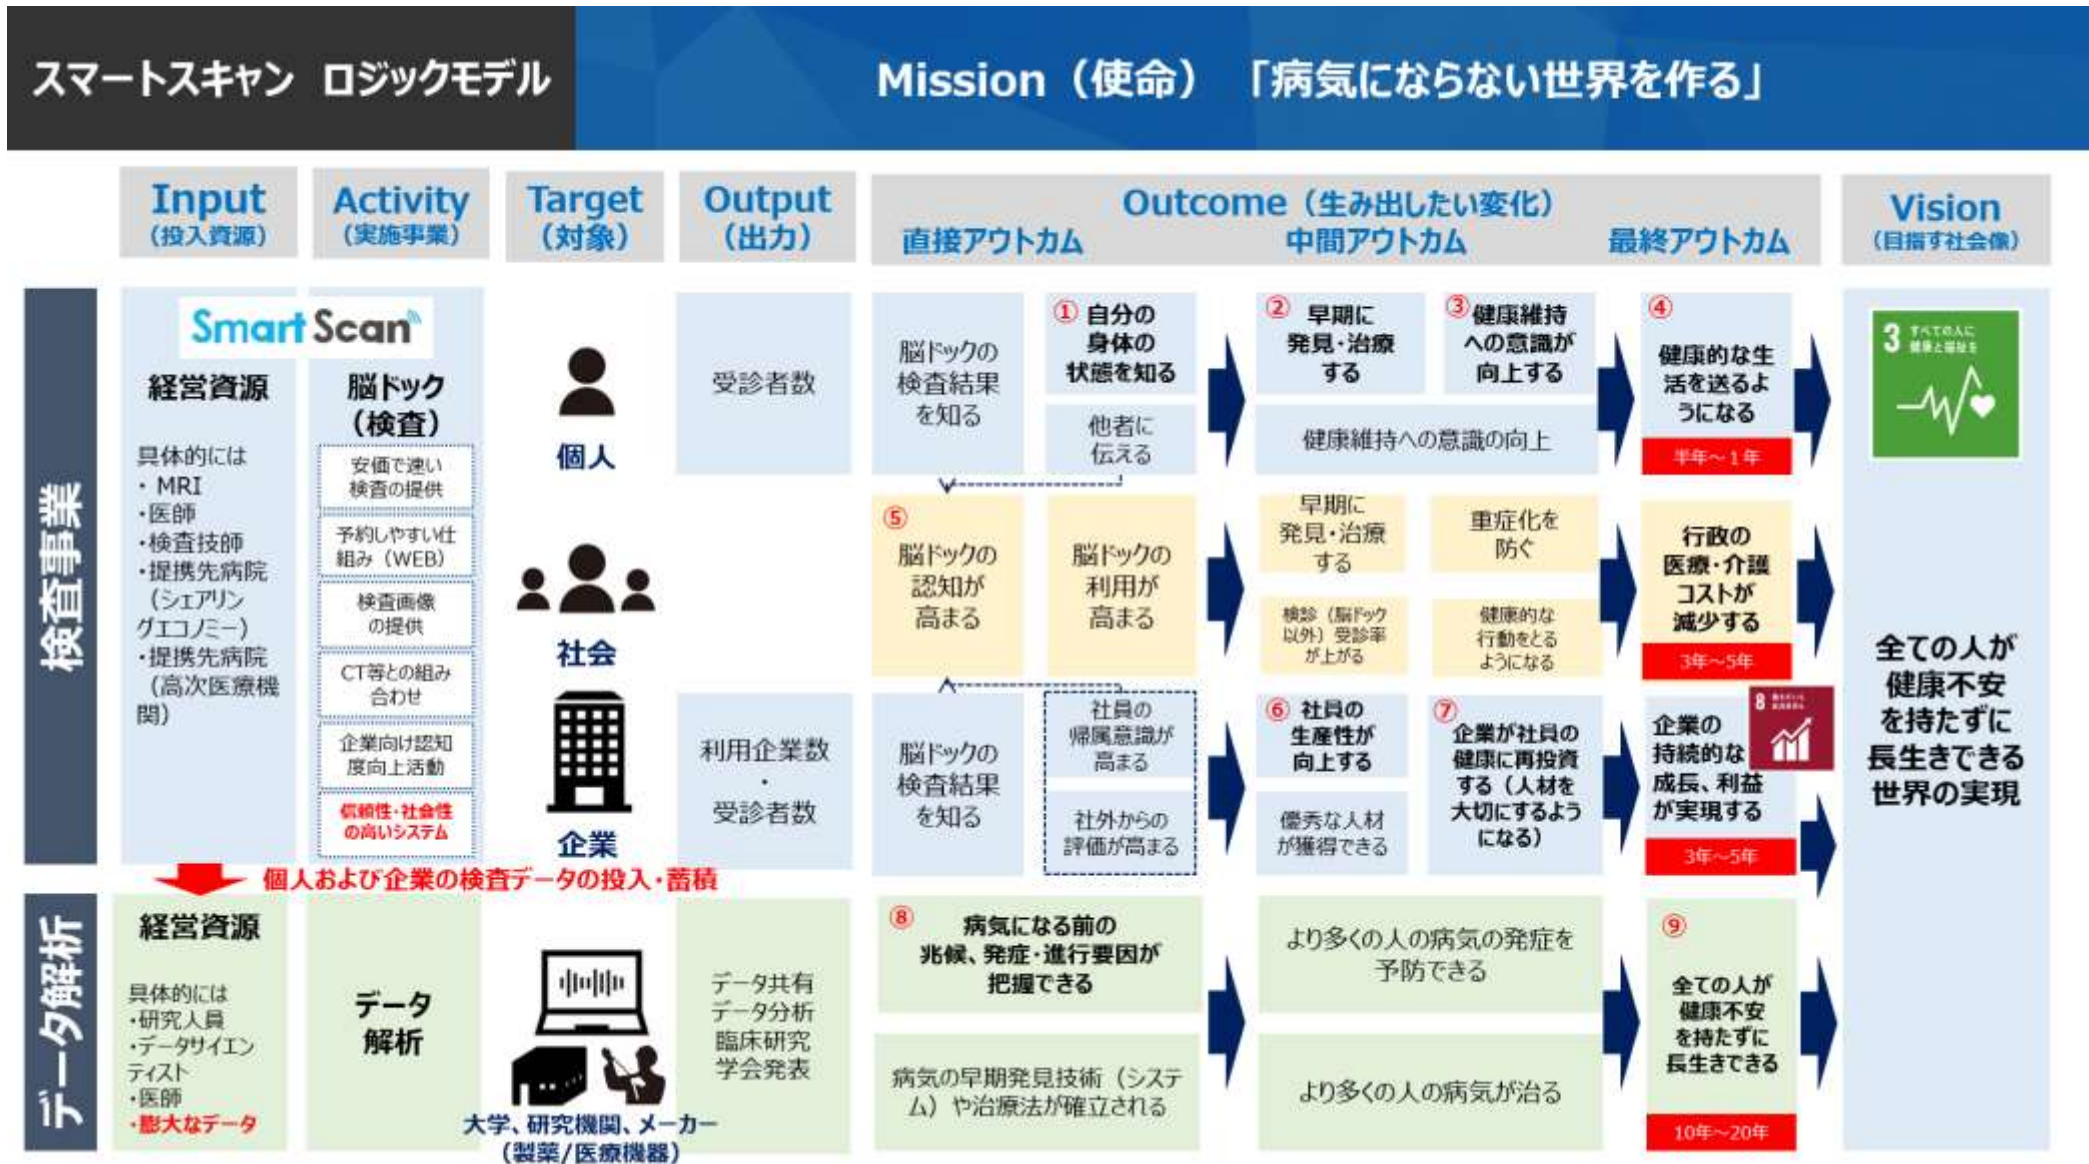 スマートスキャン ロジックモデル
Mission（使命） 「病気にならない世界を作る」
Input
（投入資源）
Activity
（実施事業）
Target
（対象）
Output
（出力）
Outcome（生み出したい変化）
直接アウトカム
中間アウトカム
最終アウトカム
Vision
（目指す社会像）
検査事業
Smart Scan
経営資源
具体的には
・MRI
・医師
・検査技師
・提携先病院
（シェアリン
グエコノミー）
・提携先病院
（高次医療機
関）
脳ドック
（検査）
安価で速い
検査の提供
予約しやすい仕
組み（WEB）
検査画像
の提供
CT等との組み
合わせ
企業向け認知
度向上活動
信頼性・社会性
の高いシステム
個人
社会
企業
受診者数
利用企業数
・
受診者数
脳ドックの
検査結果
を知る
① 自分の
身体の
状態を知る
他者に
伝える
② 早期に
発見・治療
する
③ 健康維持
への意識が
向上する
健康維持への意識の向上
④
健康的な生
活を送るよ
うになる
半年～1年
⑤
脳ドックの
認知が
高まる
脳ドックの
利用が
高まる
早期に
発見・治療
する
重症化を
防ぐ
検診（脳ドック
以外）受診率
が上がる
健康的な
行動をとる
ようになる
行政の
医療・介護
コストが
減少する
3年～5年
脳ドックの
検査結果
を知る
社員の
帰属意識が
高まる
社外からの
評価が高まる
⑥ 社員の
生産性が
向上する
優秀な人材
が獲得できる
⑦
企業が社員の
健康に再投資
する（人材を
大切にするよう
になる）
企業の
持続的な
成長、利益
が実現する
8
3年～5年
3 すべての人に
健康と福祉を
全ての人が
健康不安
を持たずに
長生きできる
世界の実現
個人および企業の検査データの投入・蓄積
データ解析
経営資源
具体的には
・研究人員
・データサイエン
ティスト
・医師
・膨大なデータ
データ
解析
大学、研究機関、メーカー
（製薬/医療機器）
データ共有
データ分析
臨床研究
学会発表
⑧ 病気になる前の
兆候、発症・進行要因が
把握できる
病気の早期発見技術（システ
ム）や治療法が確立される
より多くの人の病気の発症を
予防できる
より多くの人の病気が治る
⑨
全ての人が
健康不安
を持たずに
長生きできる
10年～20年